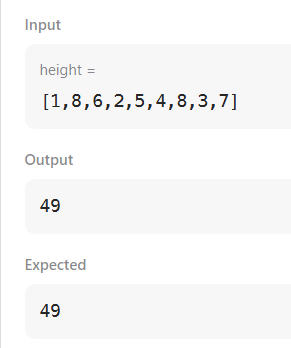 Input
height =
[1,8,6,2,5,4,8,3,7]
Output
49
Expected
49